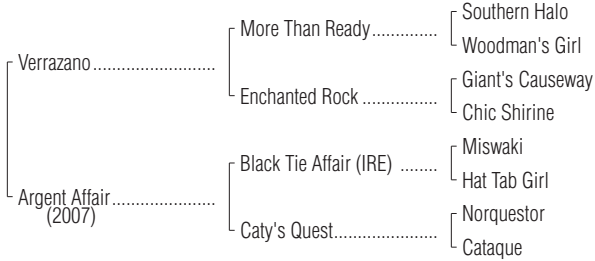 Southern Halo
More Than Ready..............
Woodman's Girl
Verrazano..........................
Giant's Causeway
Enchanted Rock ................
Chic Shirine
Miswaki
Black Tie Affair (IRE) ........
Hat Tab Girl
Argent Affair......................
(2007)
Norquestor
Caty's Quest......................
Cataque